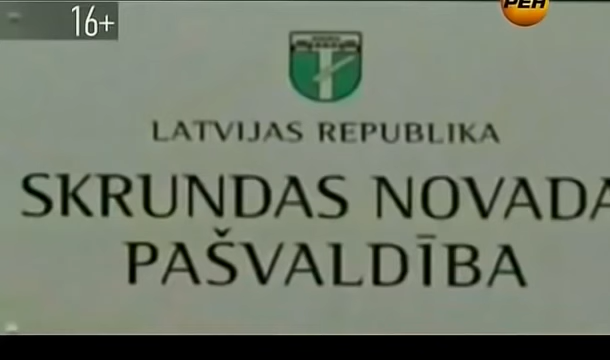 16+
РЕН
LATVIJAS REPUBLIKA
SKRUNDAS NOVADA
PAŠVALDĪBA